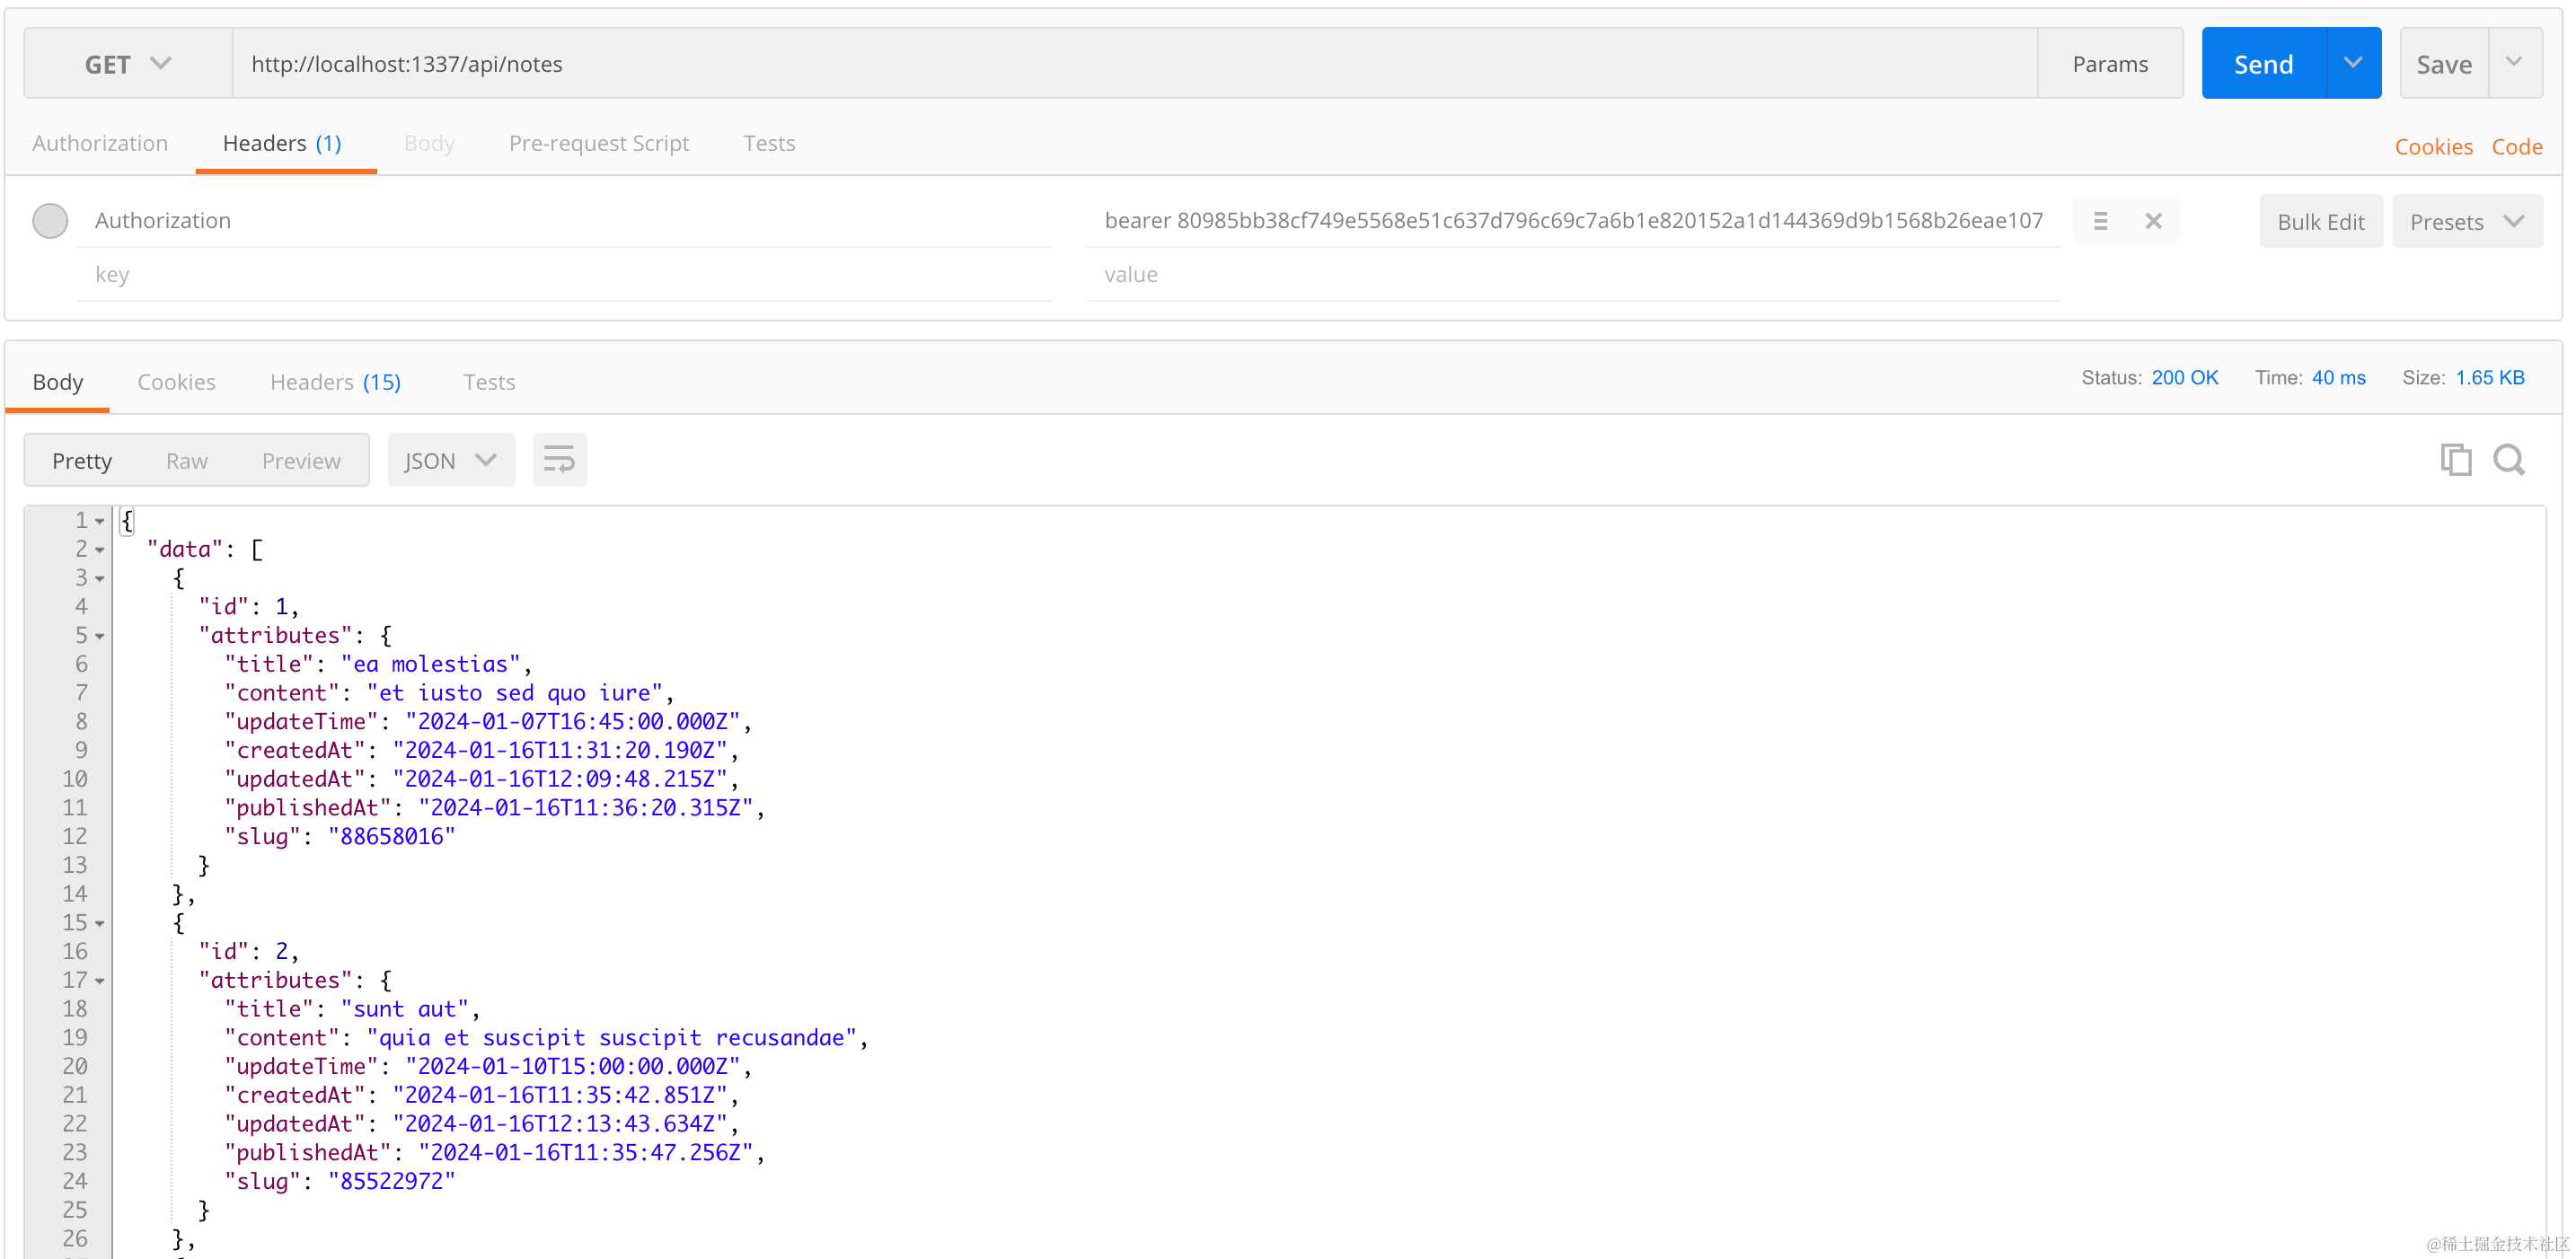 GET http://localhost:1337/api/notes Params Send Save
Authorization Headers (1) Body Pre-request Script Tests Cookies Code
Authorization bearer 80985bb38cf749e5568e51c637d796c69c7a6b1e820152a1d144369d9b1568b26eae107 Bulk Edit Presets
key value
Body Cookies Headers (15) Tests Status: 200 OK Time: 40 ms Size: 1.65 KB
Pretty Raw Preview JSON
1 {
2 "data": [
3 {
4 "id": 1,
5 "attributes": {
6 "title": "ea molestias",
7 "content": "et iusto sed quo iure",
8 "updateTime": "2024-01-07T16:45:00.000Z",
9 "createdAt": "2024-01-16T11:31:20.190Z",
10 "updatedAt": "2024-01-16T12:09:48.215Z",
11 "publishedAt": "2024-01-16T11:36:20.315Z",
12 "slug": "88658016"
13 }
14 },
15 {
16 "id": 2,
17 "attributes": {
18 "title": "sunt aut",
19 "content": "quia et suscipit suscipit recusandae",
20 "updateTime": "2024-01-10T15:00:00.000Z",
21 "createdAt": "2024-01-16T11:35:42.851Z",
22 "updatedAt": "2024-01-16T12:13:43.634Z",
23 "publishedAt": "2024-01-16T11:35:47.256Z",
24 "slug": "85522972"
25 }
26 },
@稀土掘金技术社区